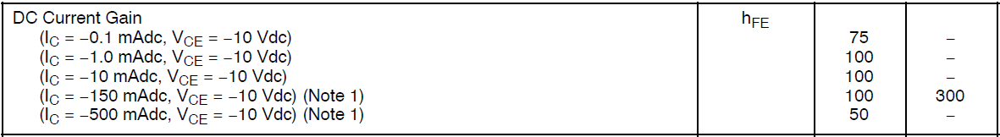 DC Current Gain hFE
(IC = −0.1 mAdc, VCE = −10 Vdc) 75 −
(IC = −1.0 mAdc, VCE = −10 Vdc) 100 −
(IC = −10 mAdc, VCE = −10 Vdc) 100 −
(IC = −150 mAdc, VCE = −10 Vdc) (Note 1) 100 300
(IC = −500 mAdc, VCE = −10 Vdc) (Note 1) 50 −